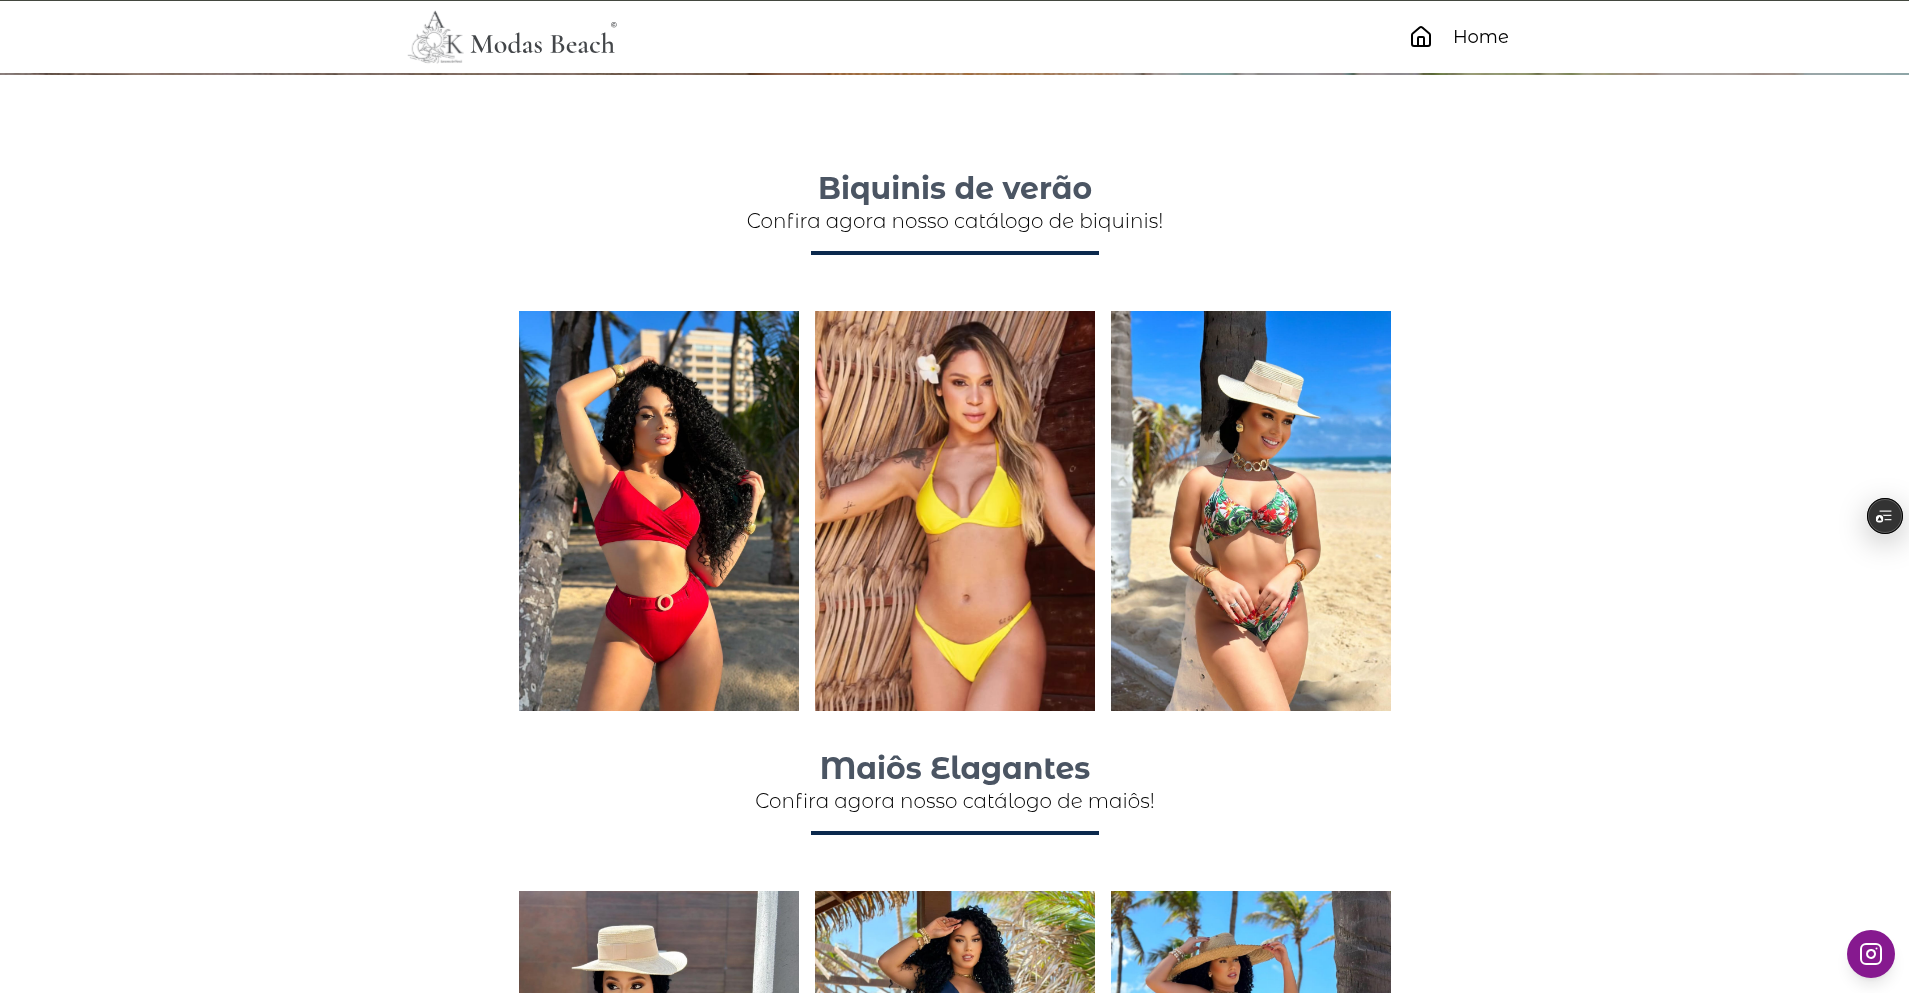 AK Modas Beach©
Home
Biquinis de verão
Confira agora nosso catálogo de biquinis!
Maiôs Elagantes
Confira agora nosso catálogo de maiôs!